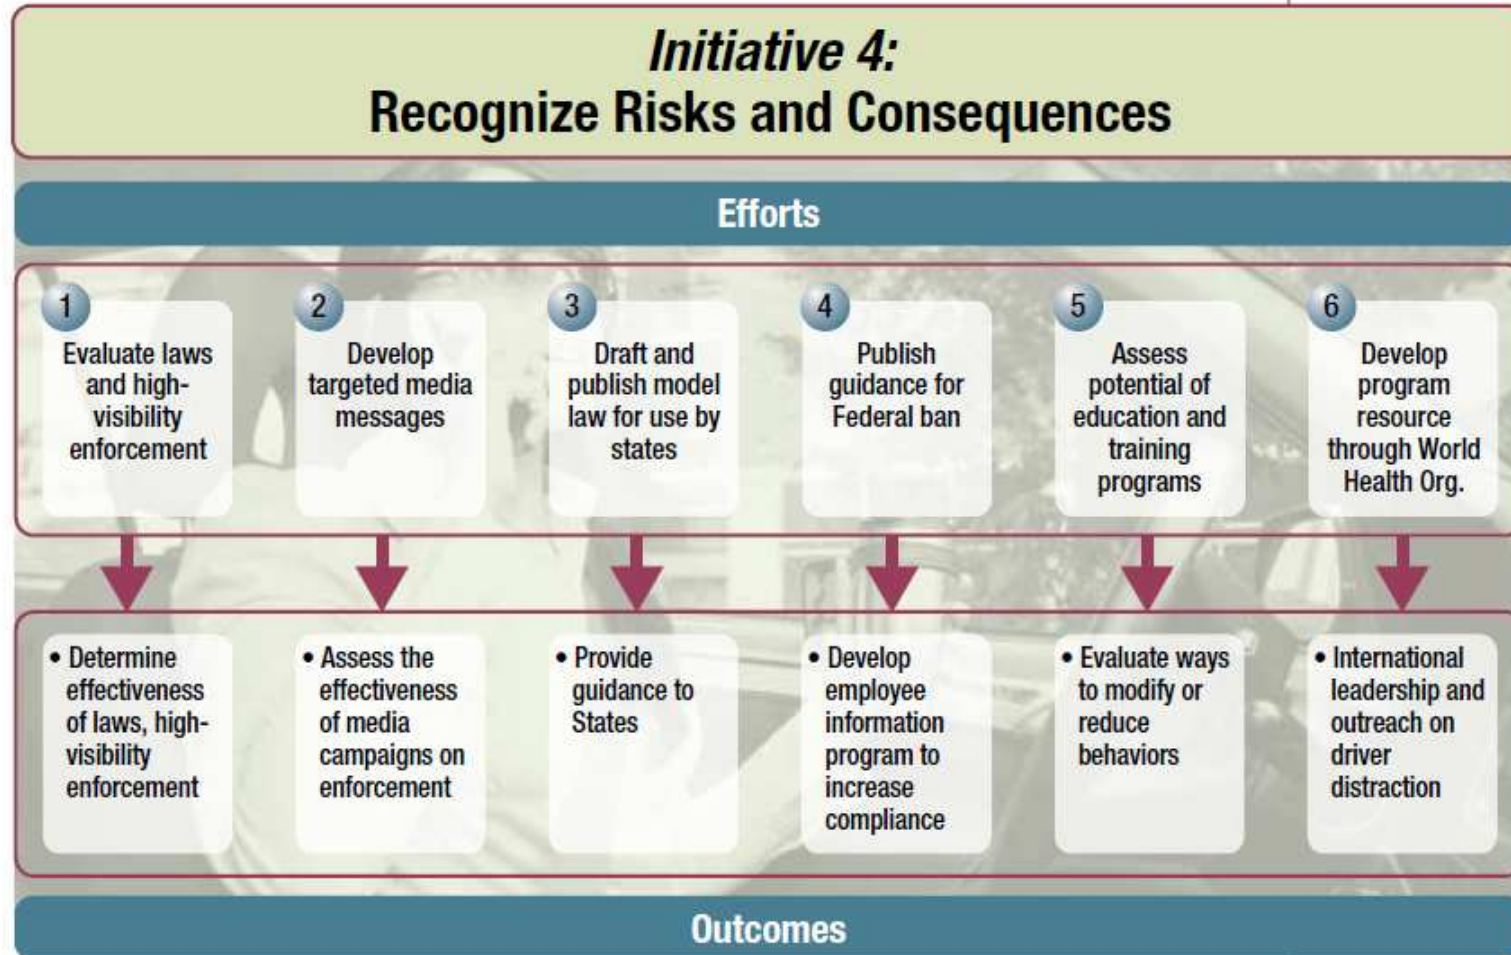 Initiative 4:
Recognize Risks and Consequences
Efforts
1
Evaluate laws
and high-
visibility
enforcement
2
Develop
targeted media
messages
3
Draft and
publish model
law for use by
states
4
Publish
guidance for
Federal ban
5
Assess
potential of
education and
training
programs
6
Develop
program
resource
through World
Health Org.
• Determine
effectiveness
of laws, high-
visibility
enforcement
• Assess the
effectiveness
of media
campaigns on
enforcement
• Provide
guidance to
States
• Develop
employee
information
program to
increase
compliance
• Evaluate ways
to modify or
reduce
behaviors
• International
leadership and
outreach on
driver
distraction
Outcomes